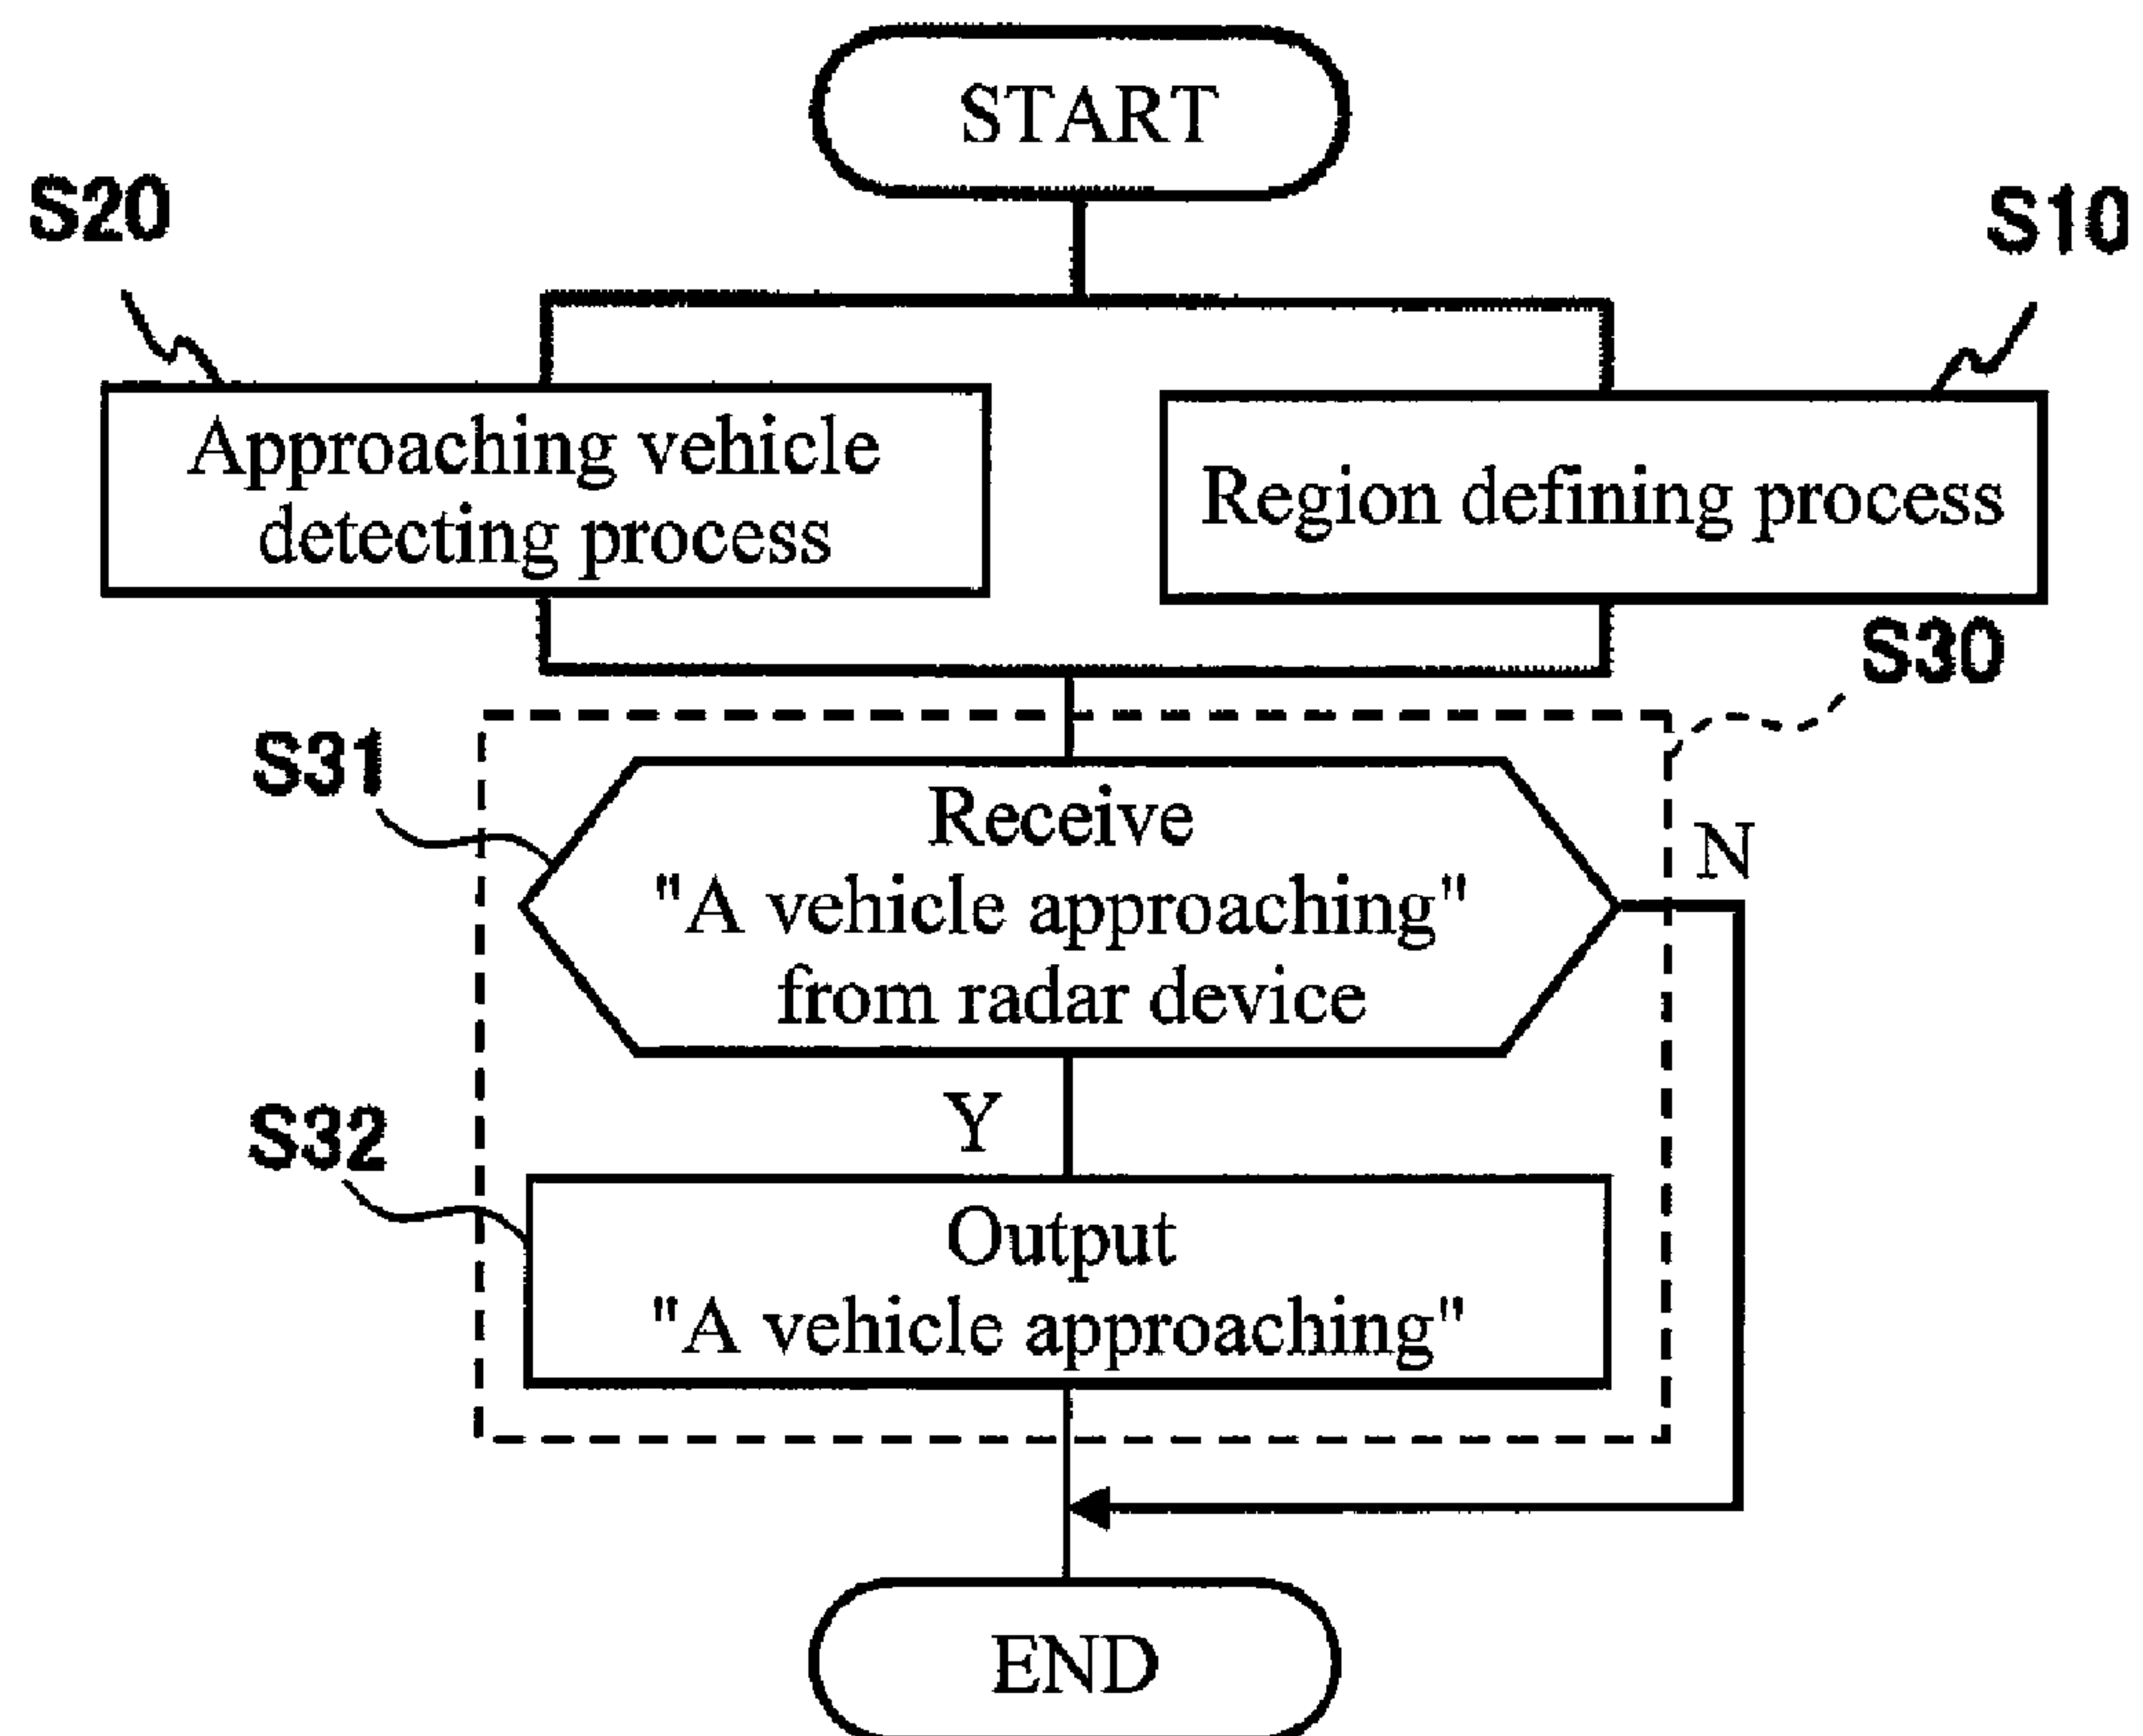 START
S20
S10
Approaching vehicle
detecting process
Region defining process
S30
S31
Receive
"A vehicle approaching"
from radar device
N
Y
S32
Output
"A vehicle approaching"
END